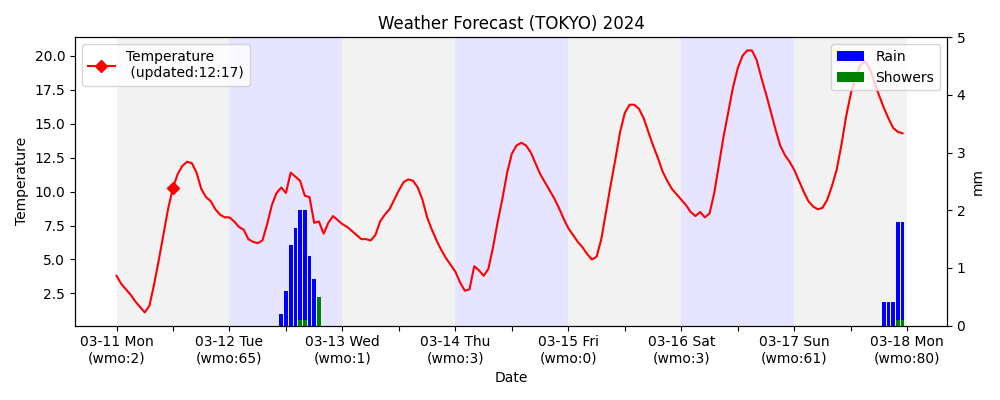 Weather Forecast (TOKYO) 2024
Temperature
(updated:12:17)
Rain
Showers
20.0
17.5
15.0
12.5
10.0
7.5
5.0
2.5
Temperature
5
4
3
2
1
0
mm
03-11 Mon
(wmo:2)
03-12 Tue
(wmo:65)
03-13 Wed
(wmo:1)
03-14 Thu
(wmo:3)
03-15 Fri
(wmo:0)
03-16 Sat
(wmo:3)
03-17 Sun
(wmo:61)
03-18 Mon
(wmo:80)
Date